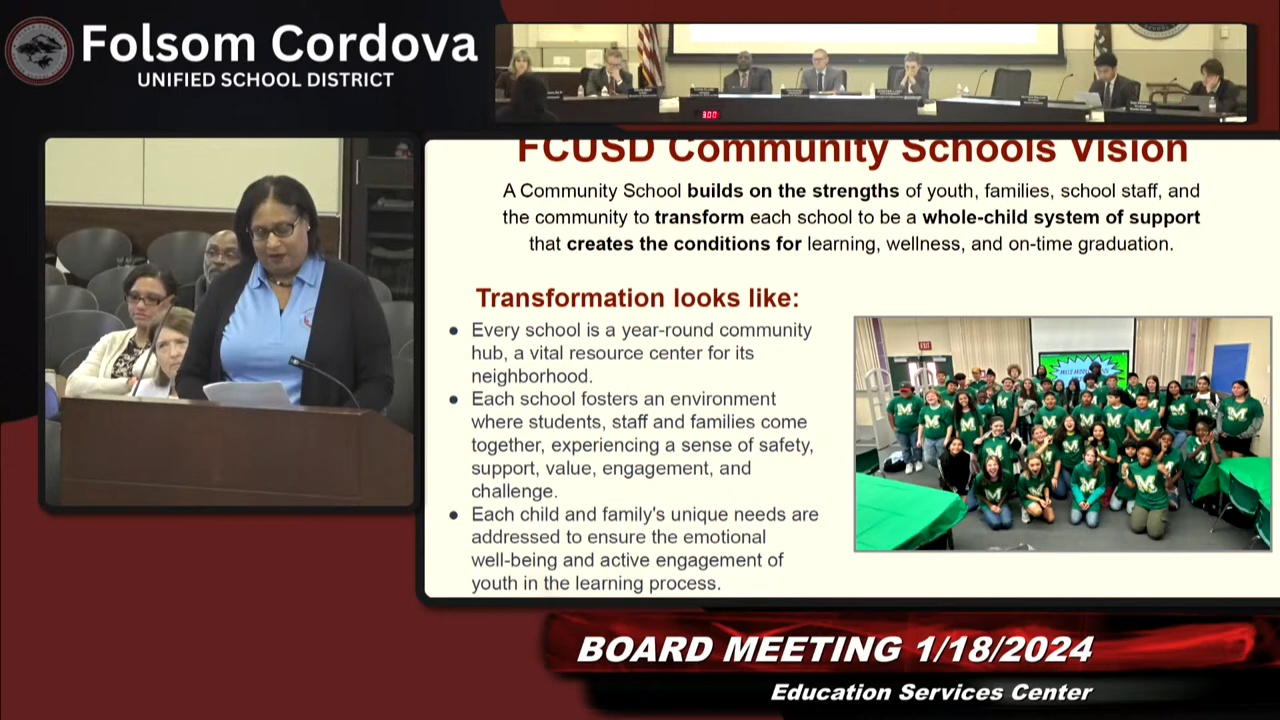 Folsom Cordova
UNIFIED SCHOOL DISTRICT
3:00
FCUSD Community Schools Vision
A Community School builds on the strengths of youth, families, school staff, and
the community to transform each school to be a whole-child system of support
that creates the conditions for learning, wellness, and on-time graduation.
Transformation looks like:
● Every school is a year-round community
hub, a vital resource center for its
neighborhood.
● Each school fosters an environment
where students, staff and families come
together, experiencing a sense of safety,
support, value, engagement, and
challenge.
● Each child and family's unique needs are
addressed to ensure the emotional
well-being and active engagement of
youth in the learning process.
EXIT
BOARD MEETING 1/18/2024
Education Services Center